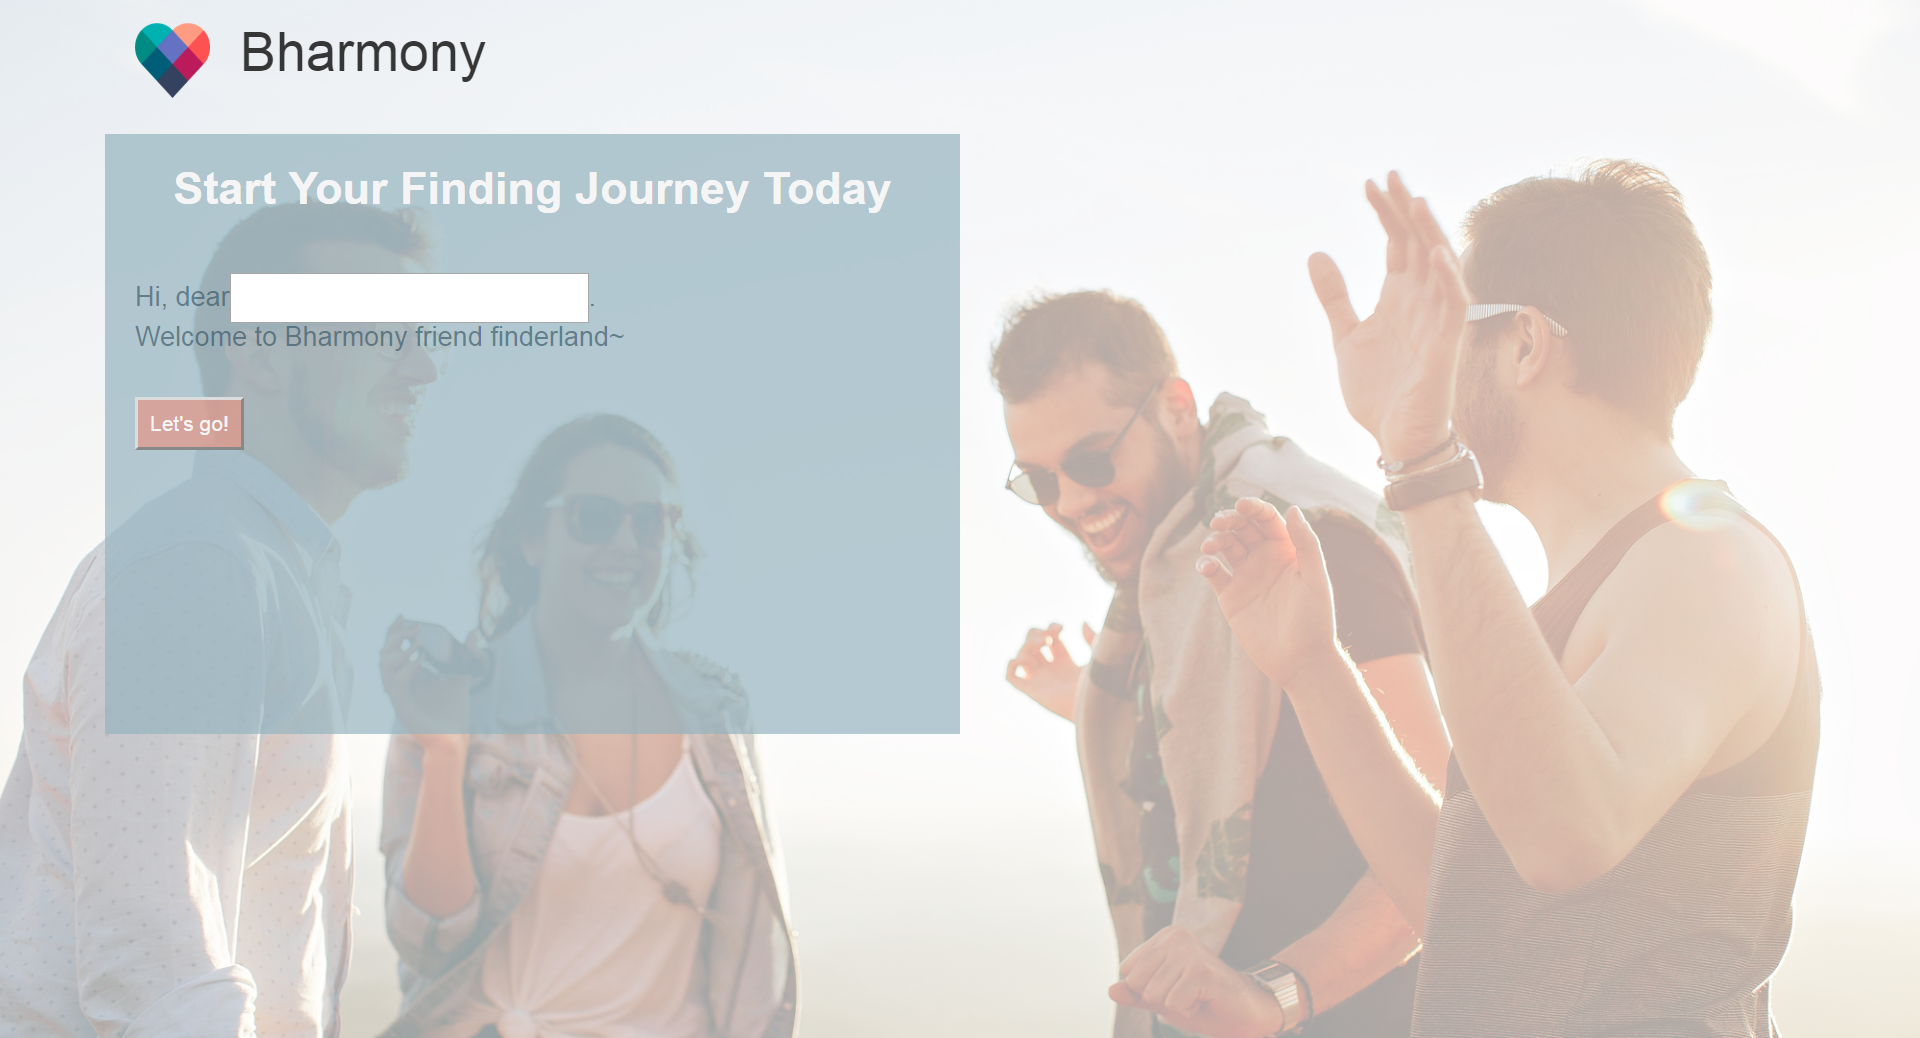 Bharmony
Start Your Finding Journey Today
Hi, dear .
Welcome to Bharmony friend finderland~
Let's go!